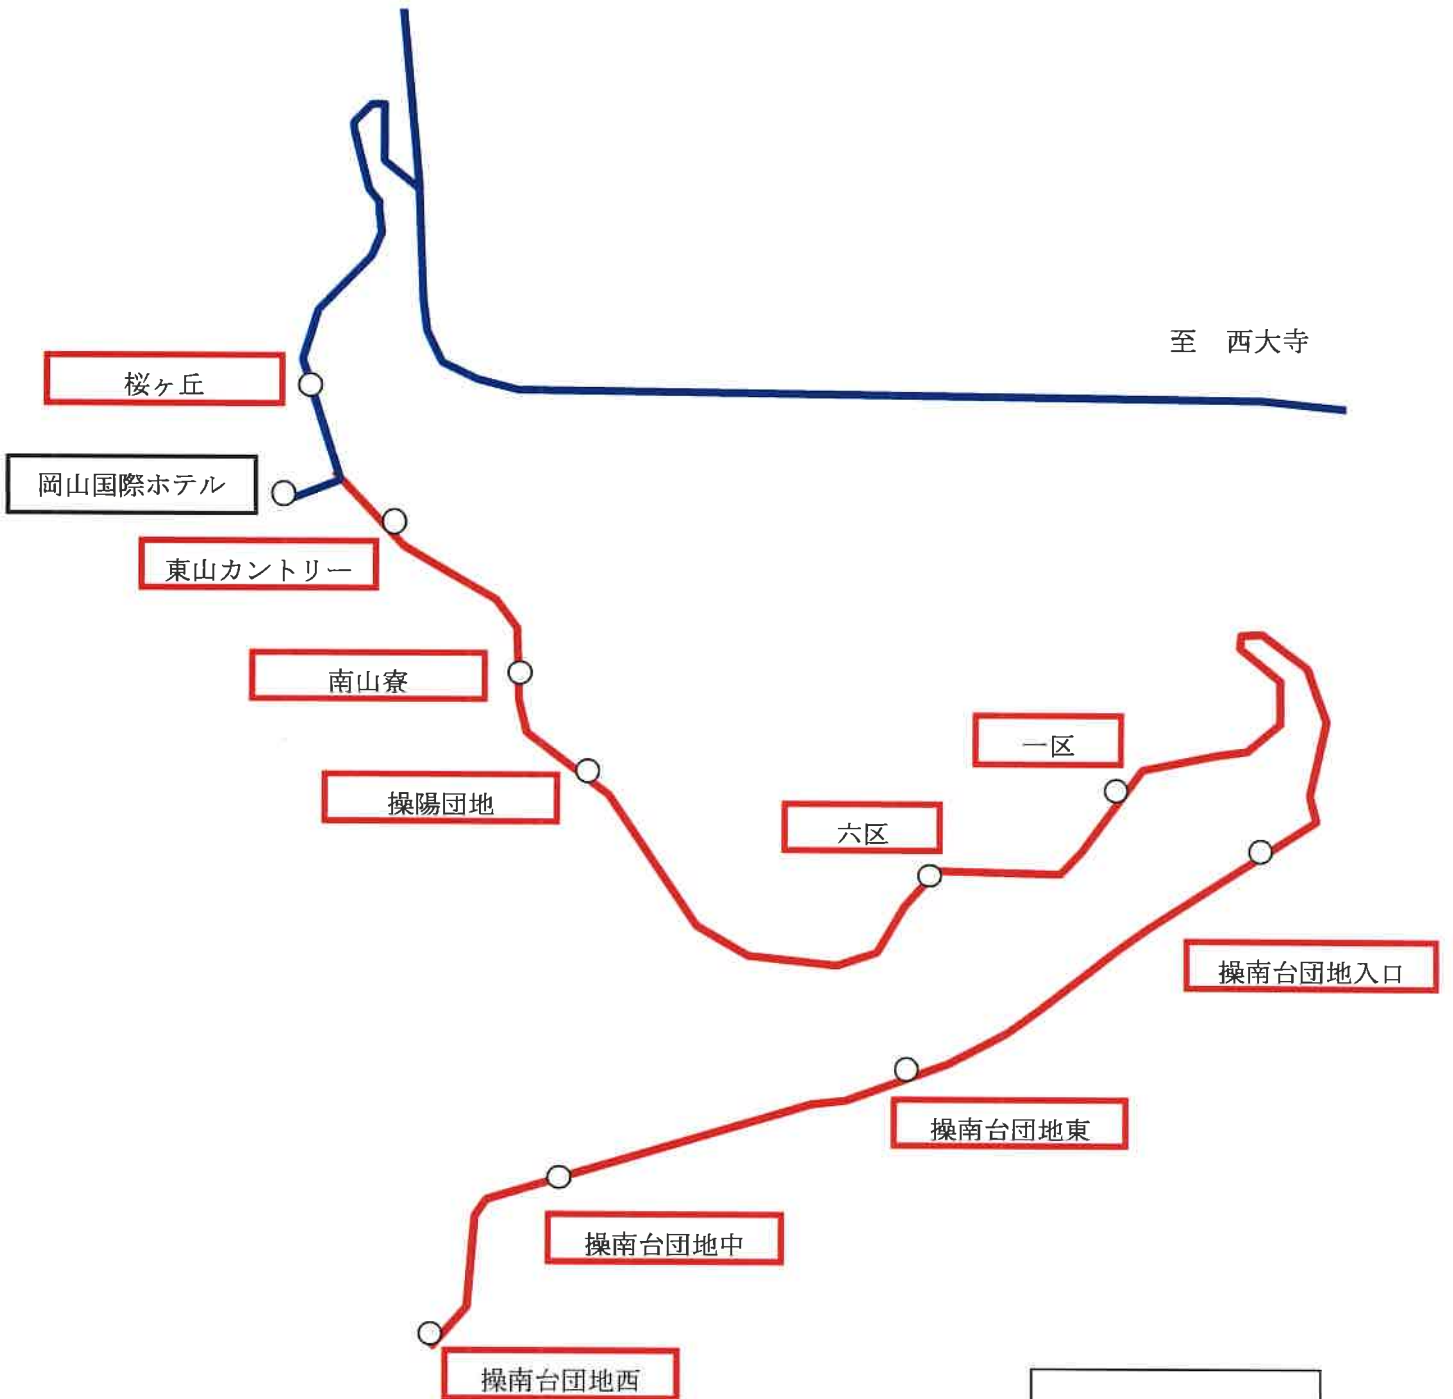 至　西大寺
桜ヶ丘
岡山国際ホテル
東山カントリー
南山寮
一区
操陽団地
六区
操南台団地入口
操南台団地東
操南台団地中
操南台団地西